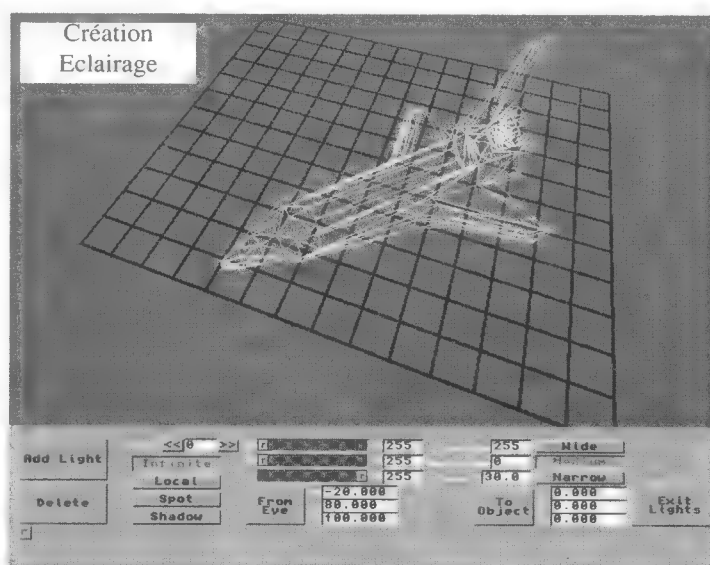 Création
Eclairage
Add Light
Delete
<< 0 >>
Infinite
Local
Spot
Shadow
255
255
255
From Eye
-20.000
80.000
100.000
255
0
30.0
Wide
Medium
Narrow
To Object
0.000
0.000
0.000
Exit Lights